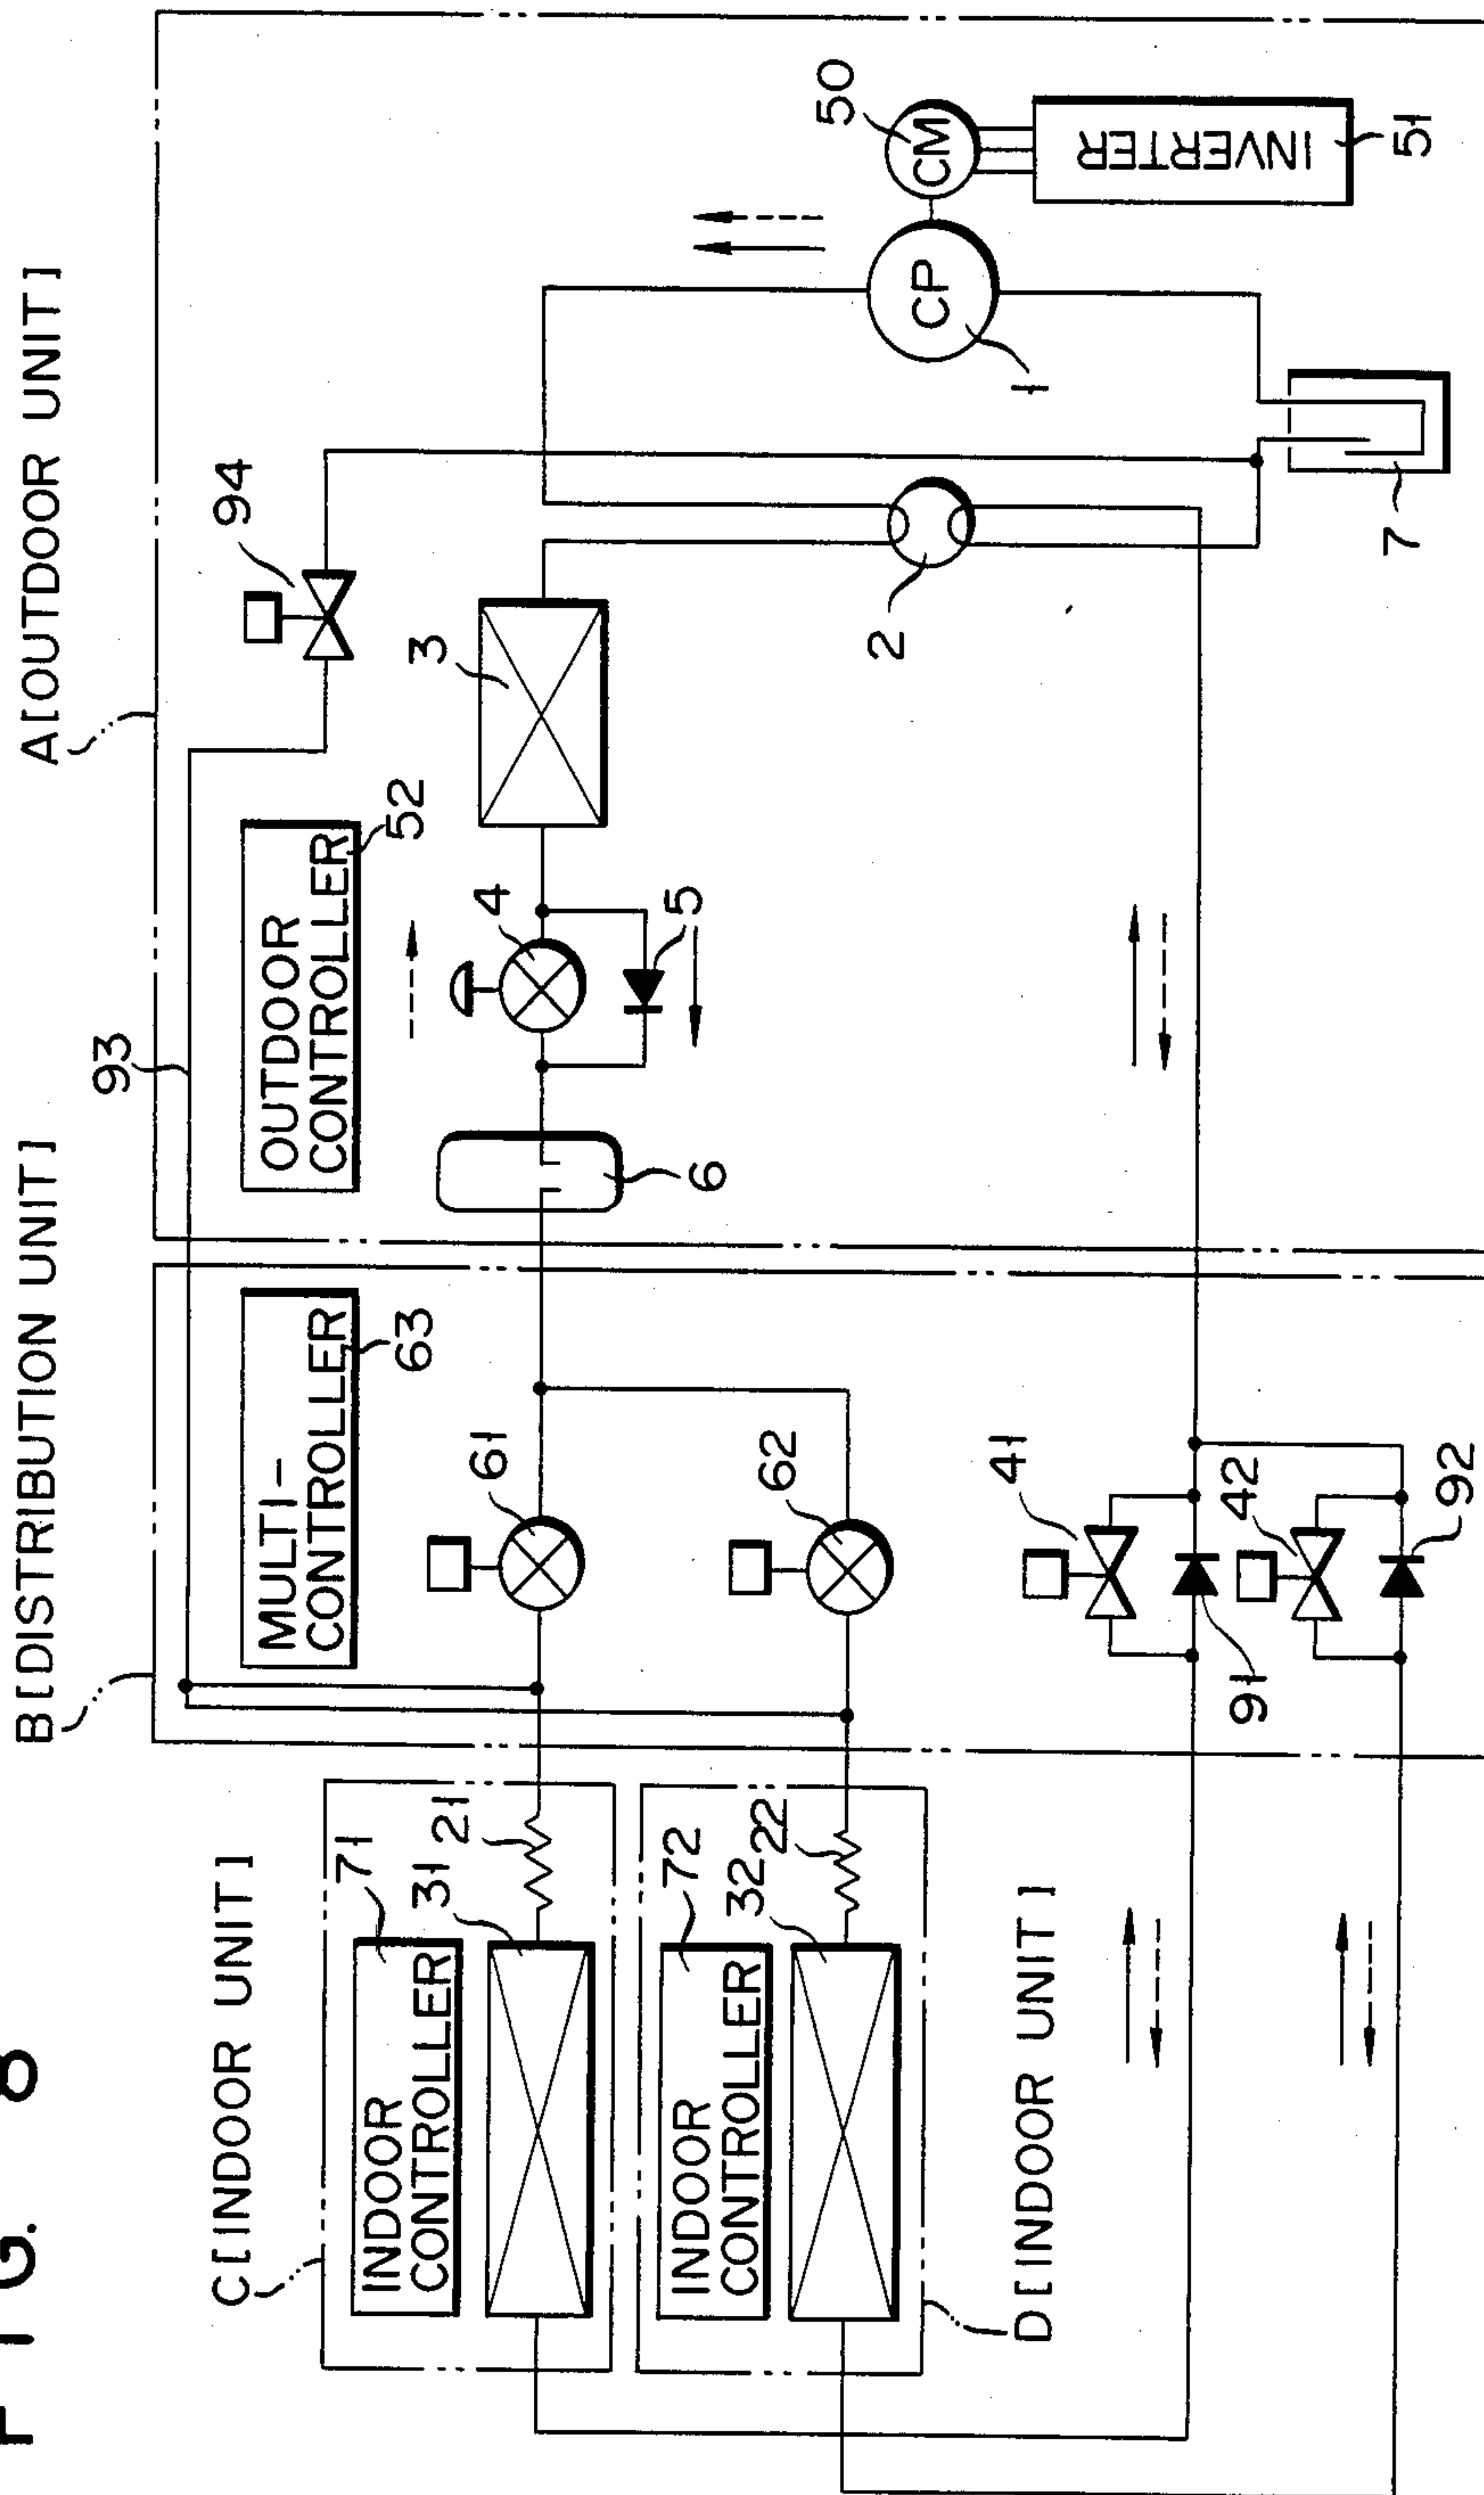 FIG. 8
C[INDOOR UNIT]
B[DISTRIBUTION UNIT]
A[OUTDOOR UNIT]
93
94
71
INDOOR
CONTROLLER
31
21
MULTI-
CONTROLLER
63
OUTDOOR
CONTROLLER
52
61
6
4
5
3
72
INDOOR
CONTROLLER
32
22
62
2
CP
1
CM
50
INVERTER
51
D[INDOOR UNIT]
41
91
42
92
7